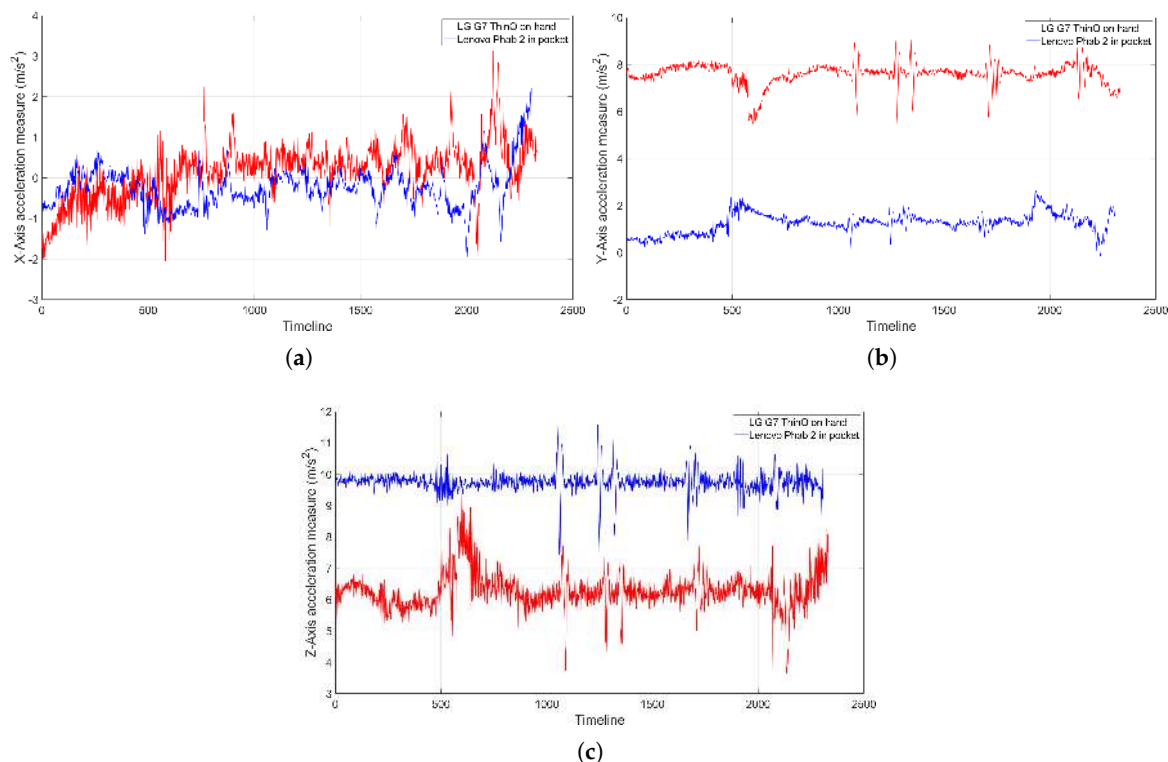 LG G7 ThinQ on hand
Lenovo Phab 2 in pocket
X-Axis acceleration measure (m/s²)
4
3
2
1
0
-1
-2
-3
0
500
1000
1500
2000
2500
Timeline
(a)
LG G7 ThinQ on hand
Lenovo Phab 2 in pocket
Y-Axis acceleration measure (m/s²)
10
8
6
4
2
0
-2
0
500
1000
1500
2000
2500
Timeline
(b)
LG G7 ThinQ on hand
Lenovo Phab 2 in pocket
Z-Axis acceleration measure (m/s²)
12
11
10
9
8
7
6
5
4
3
0
500
1000
1500
2000
2500
Timeline
(c)